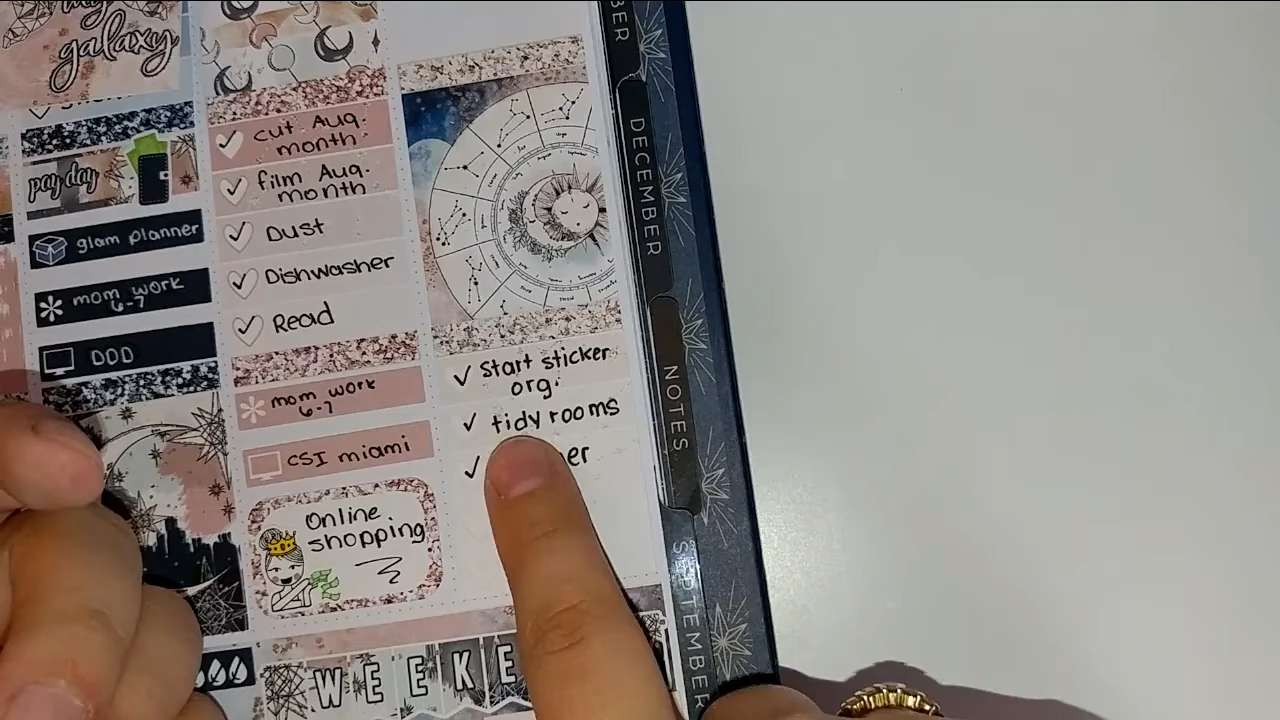 my
galaxy
pay day
glam planner
mom work
6-7
DOD
cut Aug.
month
film Aug.
month
Dust
Dishwasher
Read
mom work
6-7
CSI miami
Online
shopping
Start sticker
org.
tidy rooms
WEEKE
DECEMBER
NOTES
SEPTEMBER